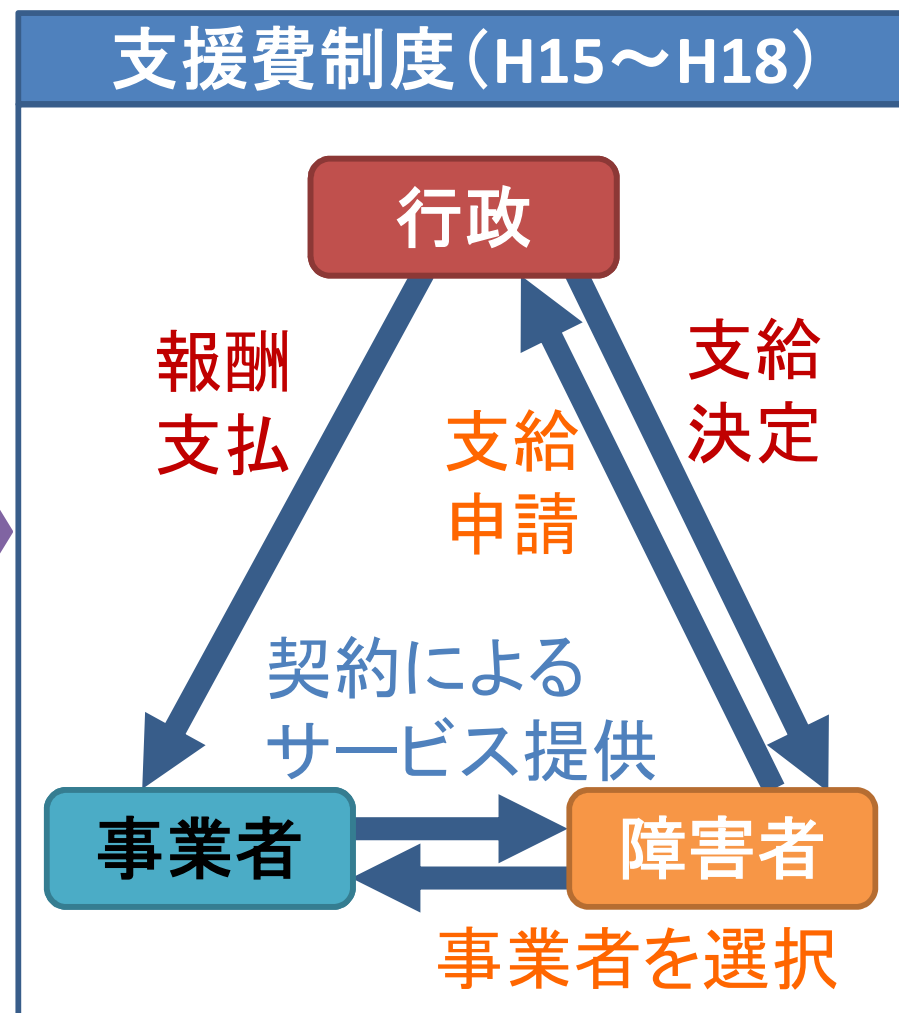 支援費制度（H15～H18）
行政
報酬
支払
支給
決定
支給
申請
契約による
サービス提供
事業者
障害者
事業者を選択